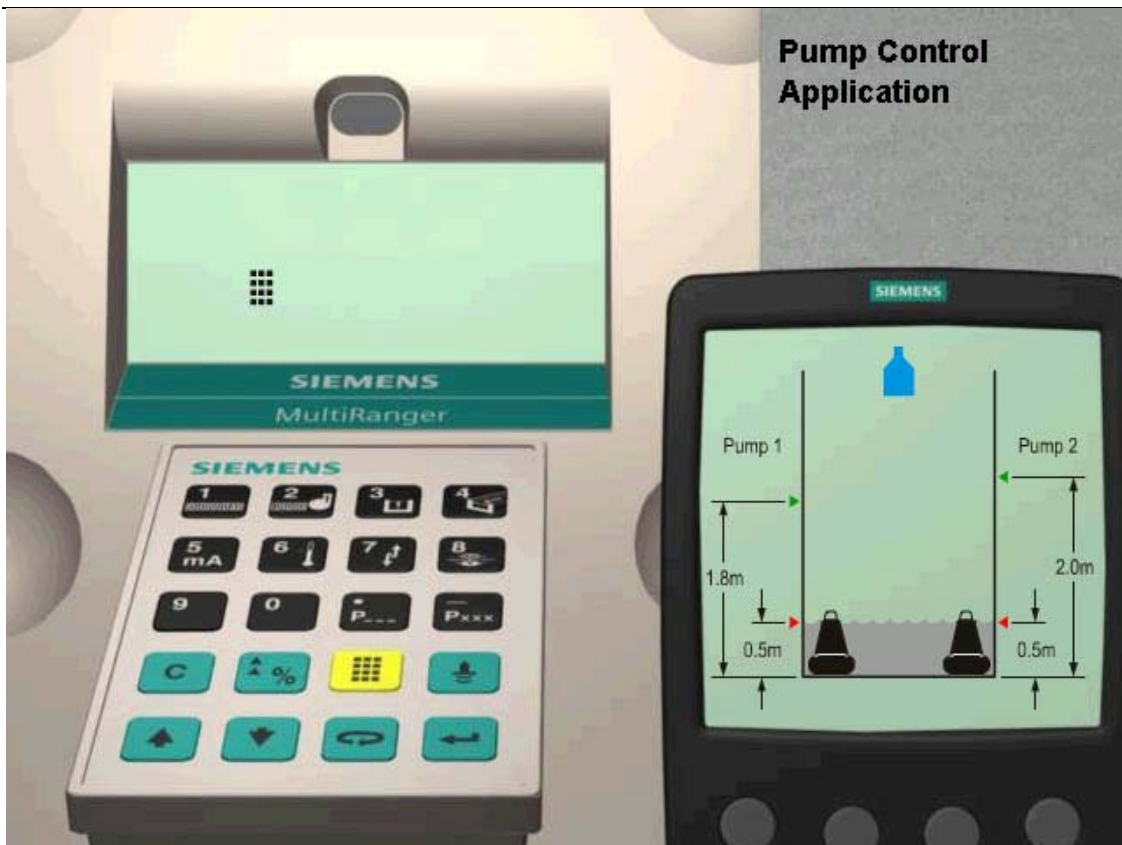 Pump Control
Application
SIEMENS
MultiRanger
SIEMENS
1 2 3 4
5 mA 6 7 8
9 0 P___ Pxxx
C %
SIEMENS
Pump 1
Pump 2
1.8m
2.0m
0.5m
0.5m